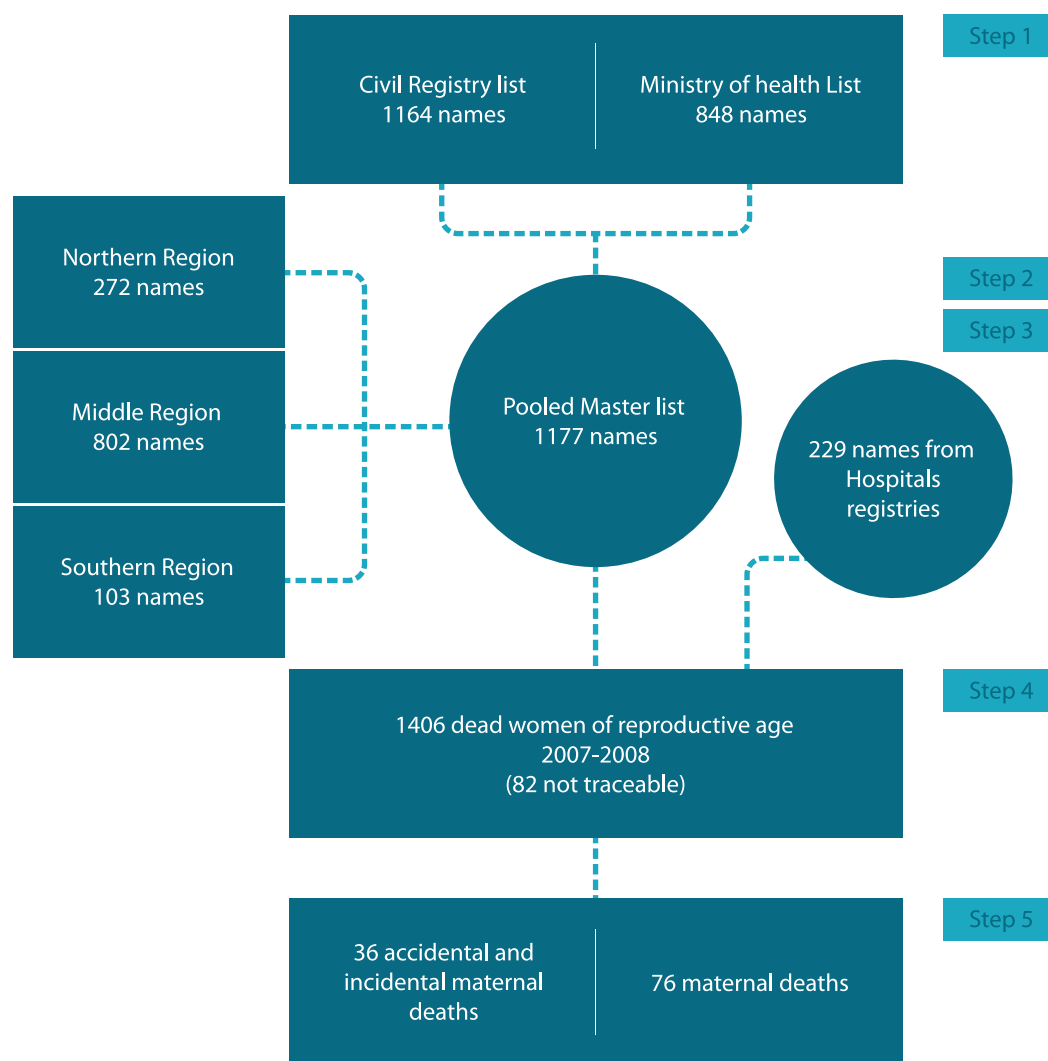 Step 1
Civil Registry list
1164 names
Ministry of health List
848 names
Northern Region
272 names
Middle Region
802 names
Southern Region
103 names
Step 2
Step 3
Pooled Master list
1177 names
229 names from
Hospitals
registries
Step 4
1406 dead women of reproductive age
2007-2008
(82 not traceable)
Step 5
36 accidental and
incidental maternal
deaths
76 maternal deaths